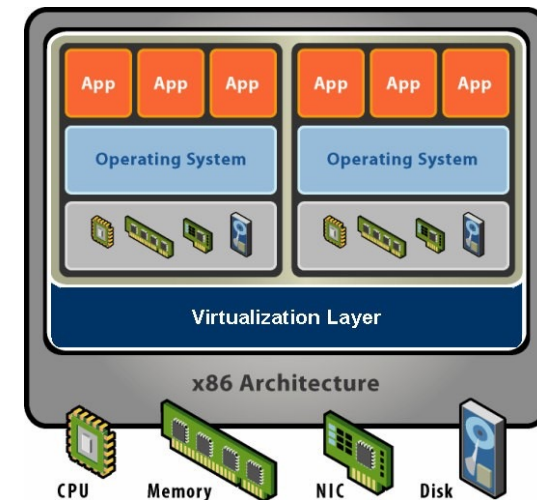 App App App App App App
Operating System Operating System
Virtualization Layer
x86 Architecture
CPU Memory NIC Disk